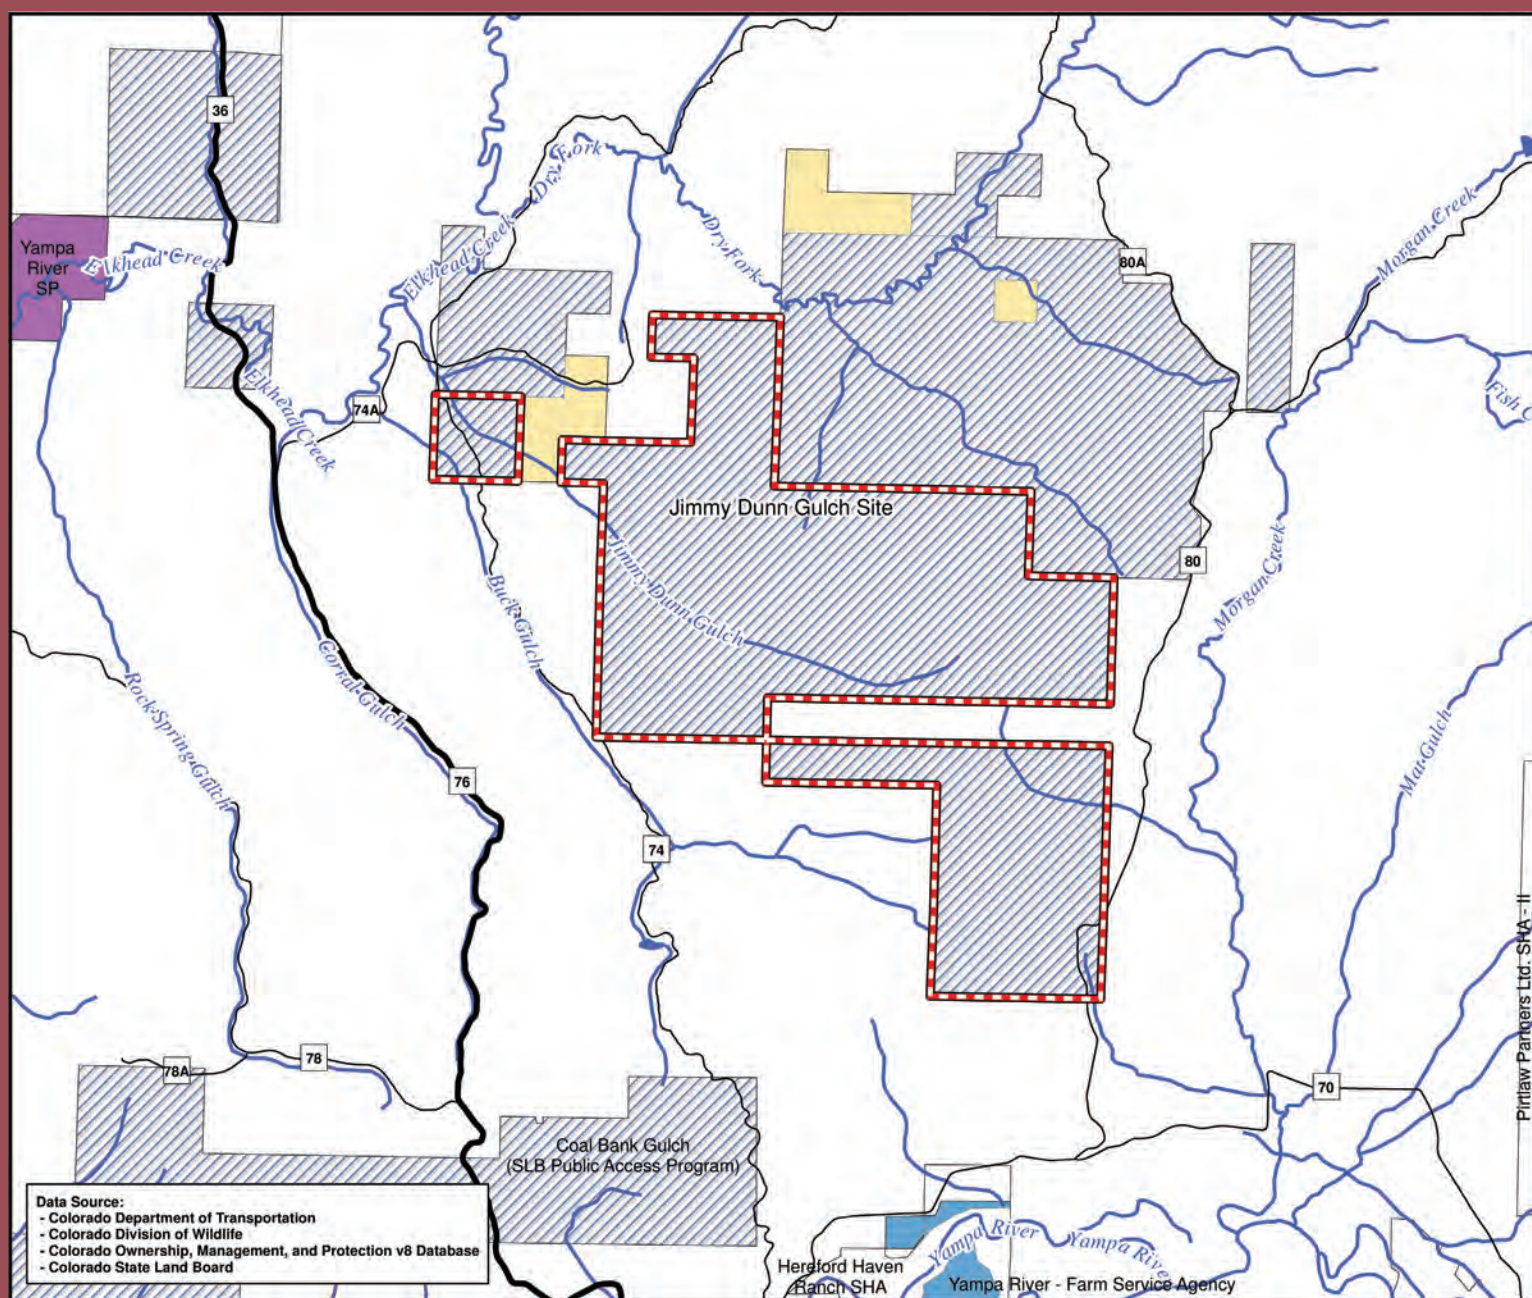 36
Dry Fork
Morgan Creek
Yampa
River
SP
Elkhead Creek
Elkhead Creek
Dry Fork
80A
Elkhead Creek
74A
Fish C
Jimmy Dunn Gulch Site
80
Jimmy Dunn Gulch
Buck Gulch
Morgan Creek
Corral Gulch
Rock Spring Gulch
76
74
78A
78
70
Pirtlaw Partners Ltd. SHA - II
Coal Bank Gulch
(SLB Public Access Program)
Data Source:
- Colorado Department of Transportation
- Colorado Division of Wildlife
- Colorado Ownership, Management, and Protection v8 Database
- Colorado State Land Board
Yampa River
Yampa River
Hereford Haven
Ranch SHA
Yampa River - Farm Service Agency